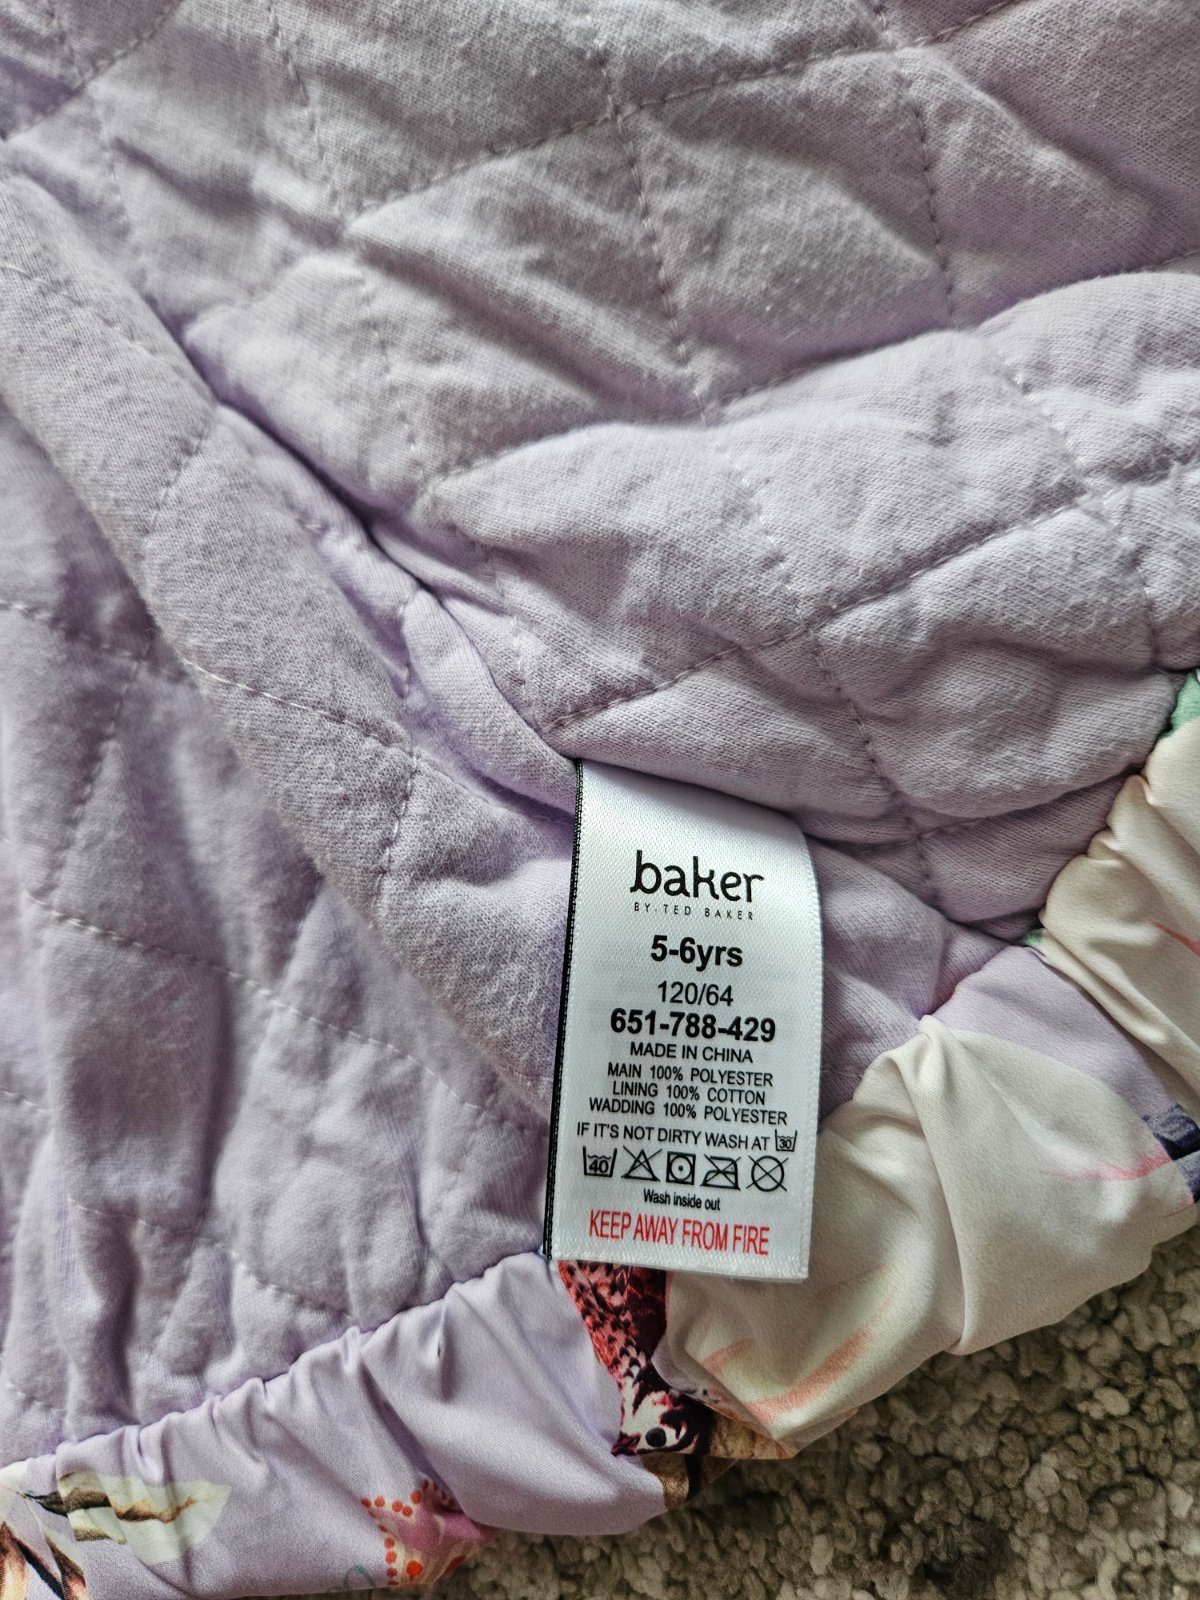 baker
BY·TED BAKER
5-6yrs
120/64
651-788-429
MADE IN CHINA
MAIN 100% POLYESTER
LINING 100% COTTON
WADDING 100% POLYESTER
IF IT'S NOT DIRTY WASH AT 30
40
Wash inside out
KEEP AWAY FROM FIRE